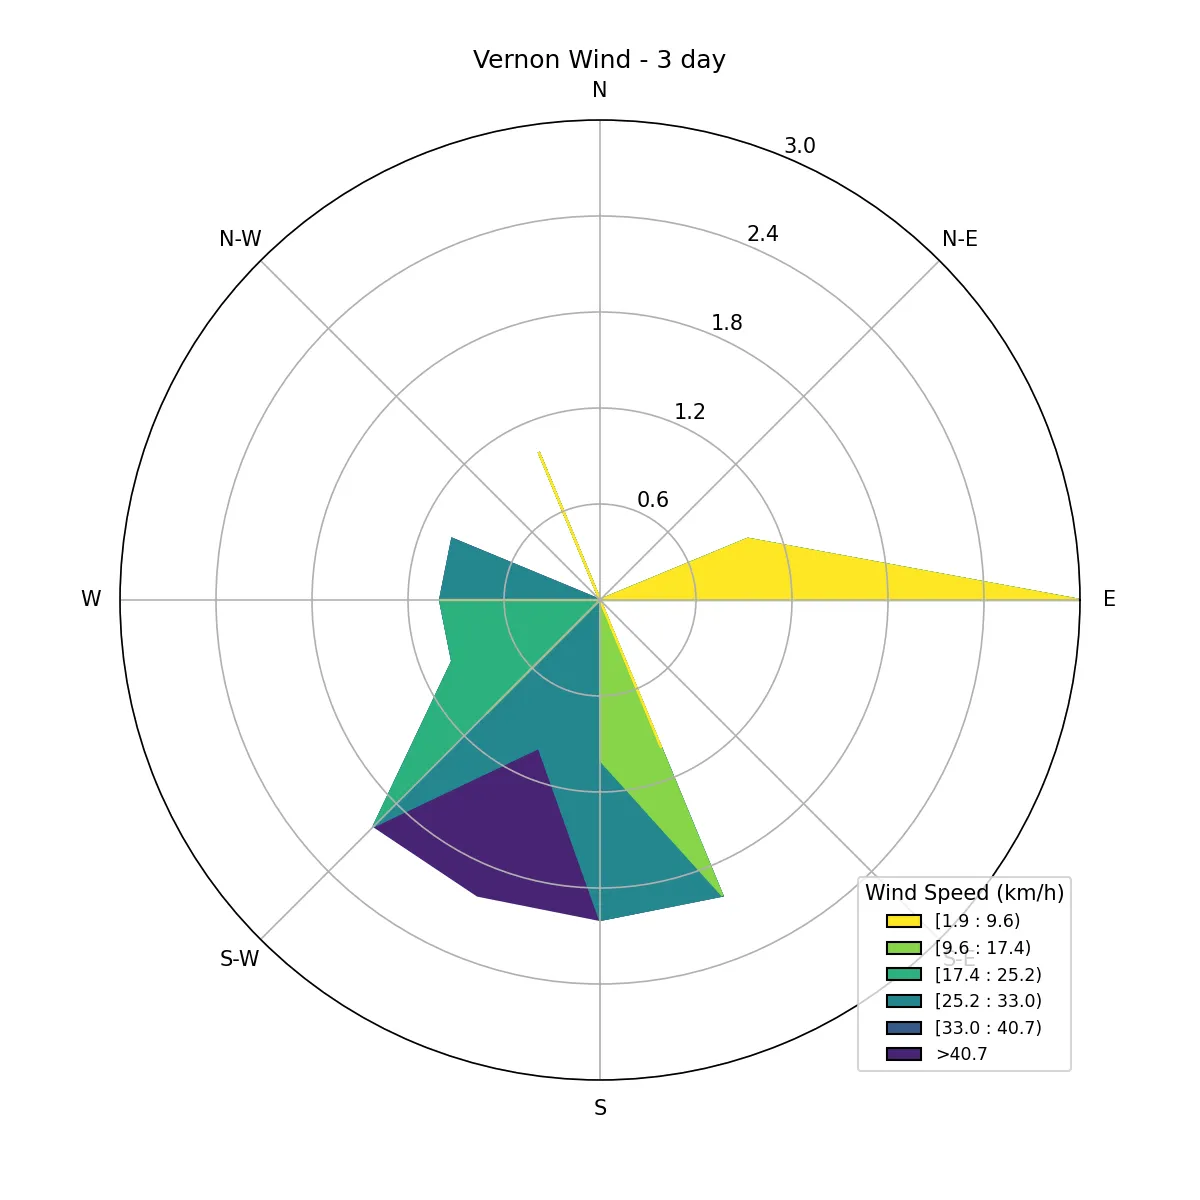 Vernon Wind - 3 day
N
3.0
N-W
2.4
N-E
1.8
1.2
0.6
W
E
Wind Speed (km/h)
[1.9 : 9.6)
[9.6 : 17.4)
S-W
S-E
[17.4 : 25.2)
[25.2 : 33.0)
[33.0 : 40.7)
>40.7
S